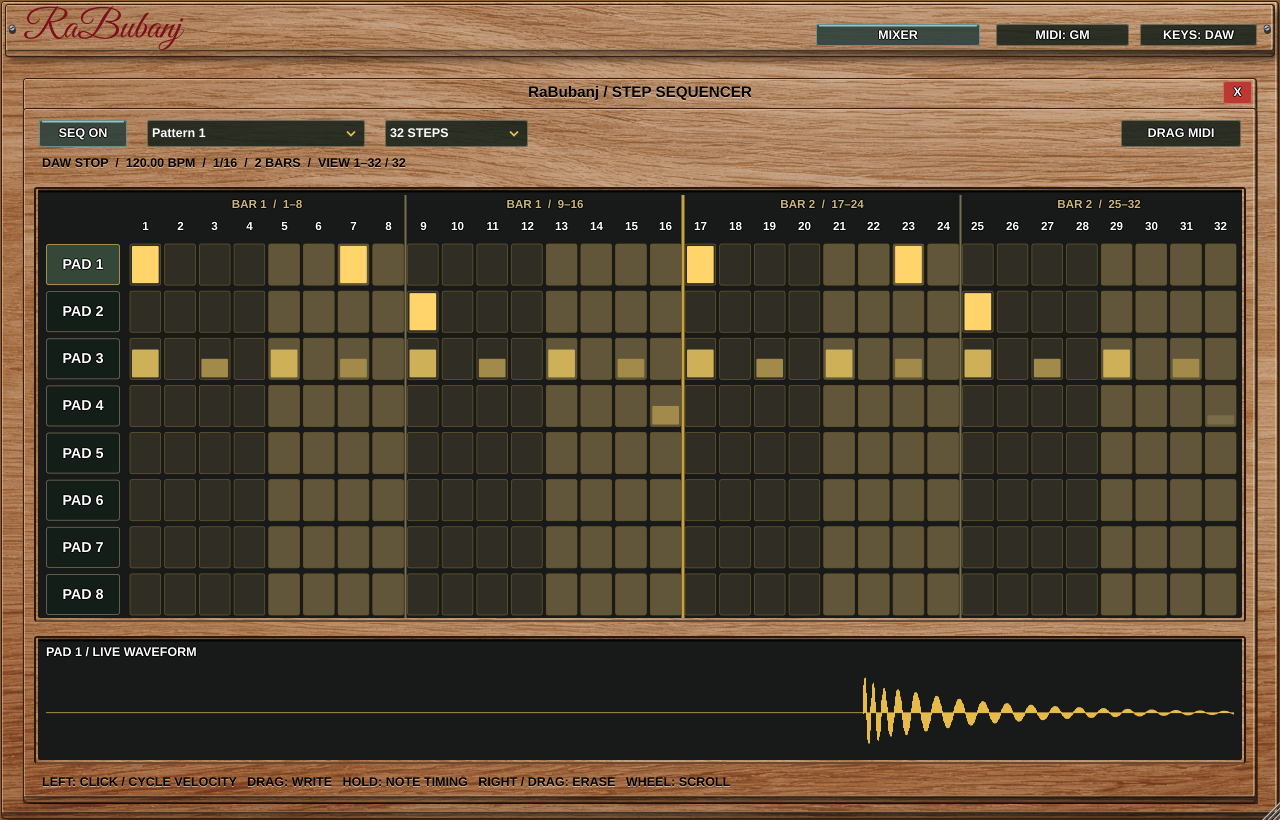 RaBubanj
MIXER MIDI: GM KEYS: DAW
RaBubanj / STEP SEQUENCER X
SEQ ON Pattern 1 32 STEPS DRAG MIDI
DAW STOP / 120.00 BPM / 1/16 / 2 BARS / VIEW 1–32 / 32
BAR 1 / 1–8 BAR 1 / 9–16 BAR 2 / 17–24 BAR 2 / 25–32
1 2 3 4 5 6 7 8 9 10 11 12 13 14 15 16 17 18 19 20 21 22 23 24 25 26 27 28 29 30 31 32
PAD 1
PAD 2
PAD 3
PAD 4
PAD 5
PAD 6
PAD 7
PAD 8
PAD 1 / LIVE WAVEFORM
LEFT: CLICK / CYCLE VELOCITY DRAG: WRITE HOLD: NOTE TIMING RIGHT / DRAG: ERASE WHEEL: SCROLL